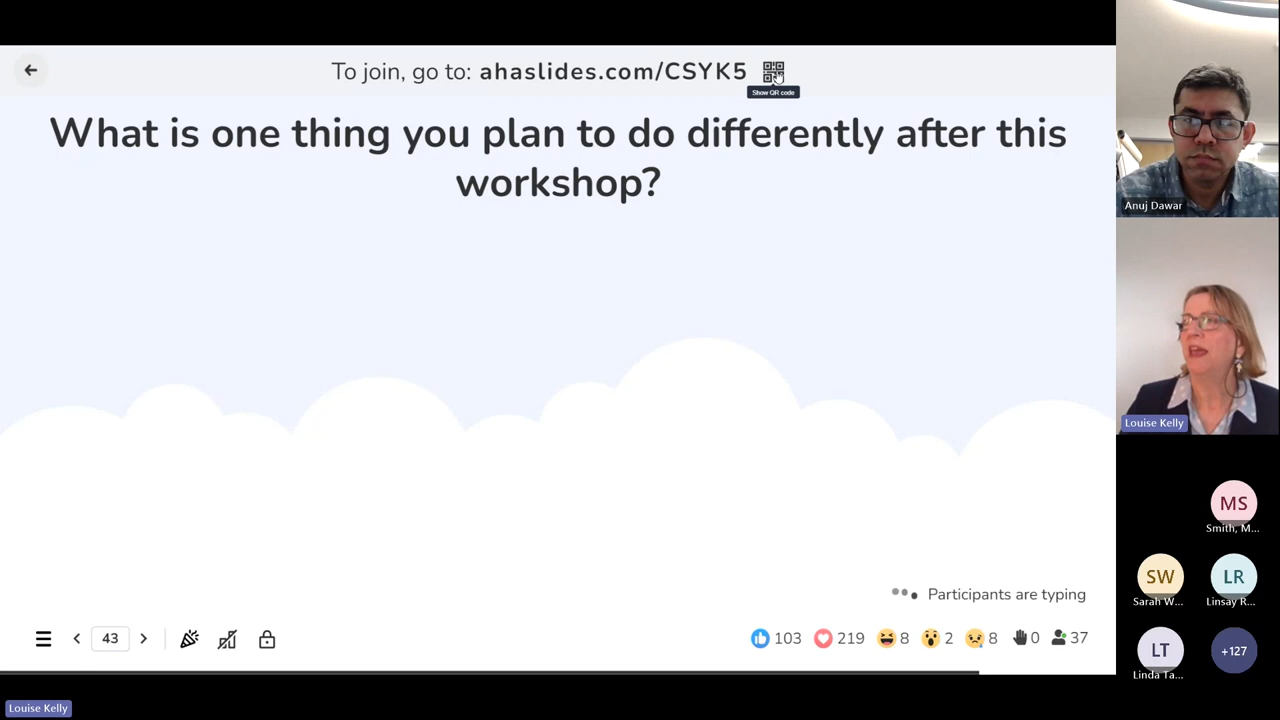 To join, go to: ahaslides.com/CSYK5
Show QR code
What is one thing you plan to do differently after this
workshop?
Participants are typing
43
103
219
8
2
8
0
37
Anuj Dawar
Louise Kelly
MS
Smith, M...
SW
Sarah W...
LR
Linsay R...
LT
Linda Ta...
+127
Louise Kelly